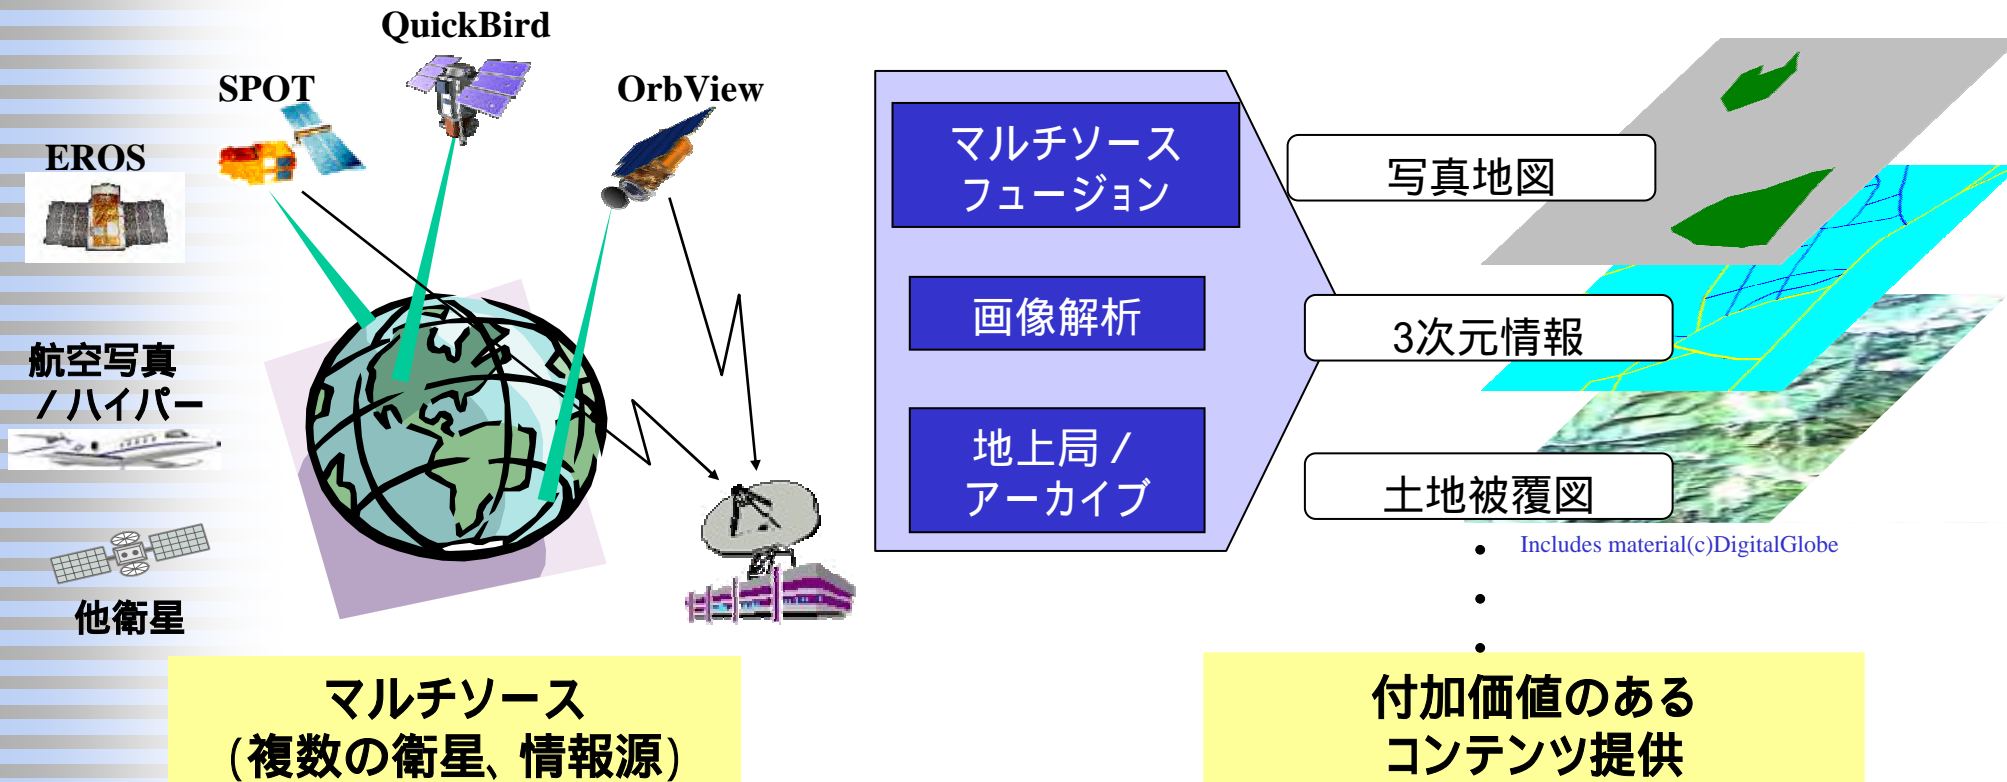 QuickBird
SPOT
OrbView
EROS
航空写真
/ハイパー
他衛星
マルチソース
(複数の衛星、情報源)
マルチソース
フュージョン
画像解析
地上局/
アーカイブ
写真地図
3次元情報
土地被覆図
Includes material(c)DigitalGlobe
付加価値のある
コンテンツ提供